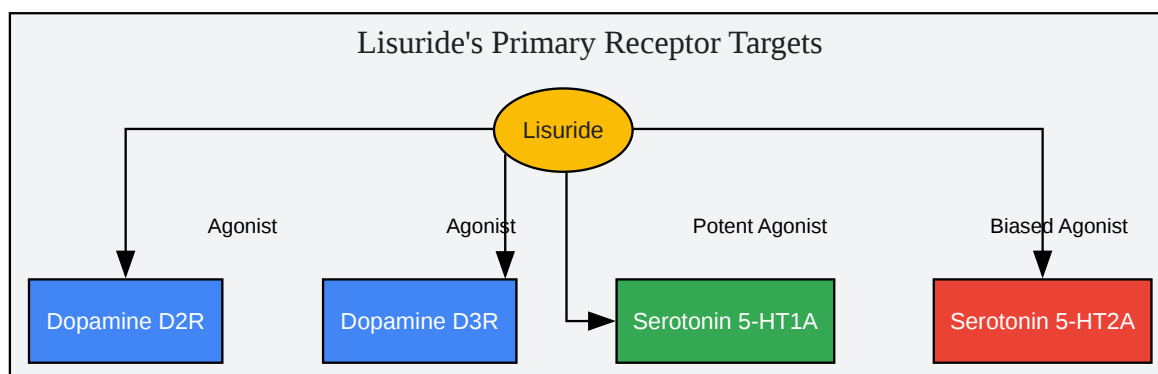 Lisuride's Primary Receptor Targets
Lisuride
Agonist
Agonist
Potent Agonist
Biased Agonist
Dopamine D2R
Dopamine D3R
Serotonin 5-HT1A
Serotonin 5-HT2A